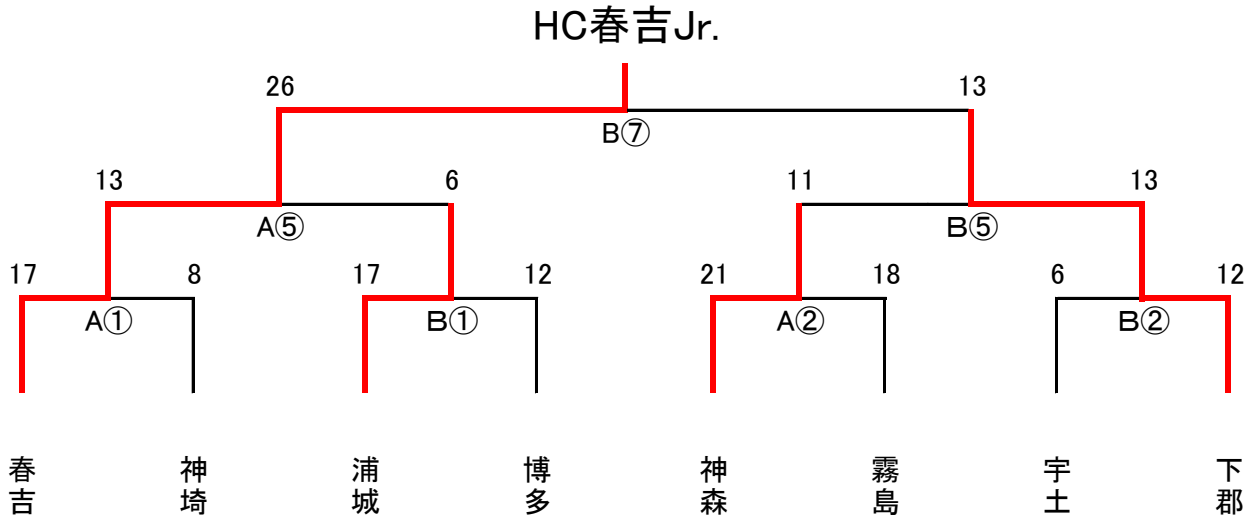 HC春吉Jr.
26 13
B⑦
13 6 11 13
A⑤ B⑤
17 8 17 12 21 18 6 12
A① B① A② B②
春吉 神埼 浦城 博多 神森 霧島 宇土 下郡